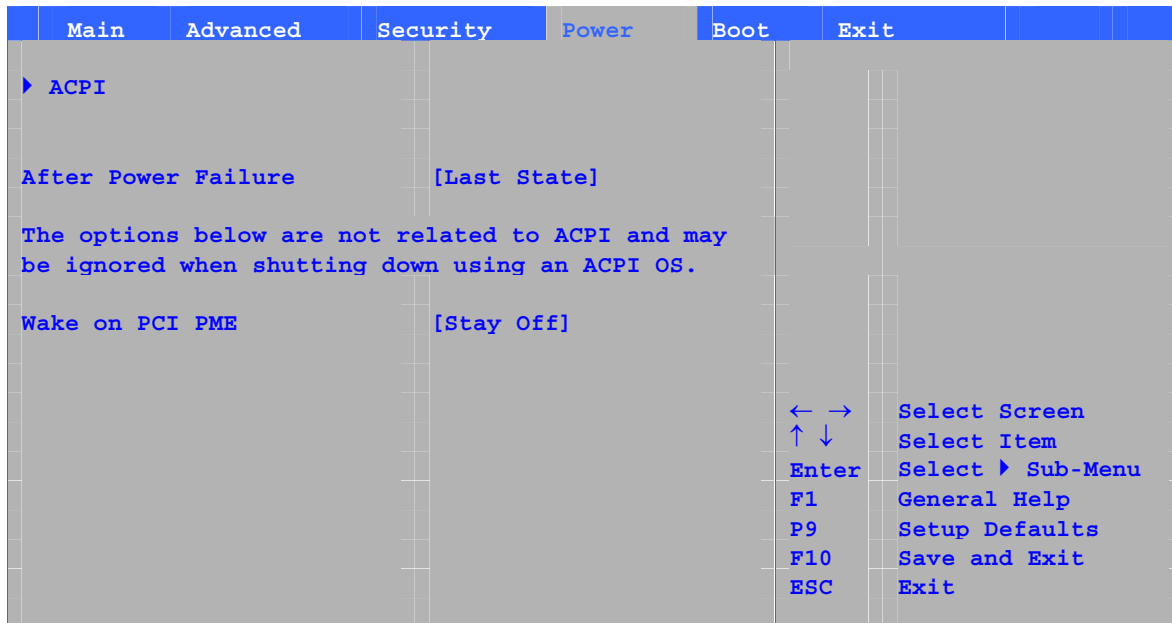 Main Advanced Security Power Boot Exit
▶ ACPI
After Power Failure [Last State]
The options below are not related to ACPI and may
be ignored when shutting down using an ACPI OS.
Wake on PCI PME [Stay Off]
← → Select Screen
↑ ↓ Select Item
Enter Select ▶ Sub-Menu
F1 General Help
P9 Setup Defaults
F10 Save and Exit
ESC Exit